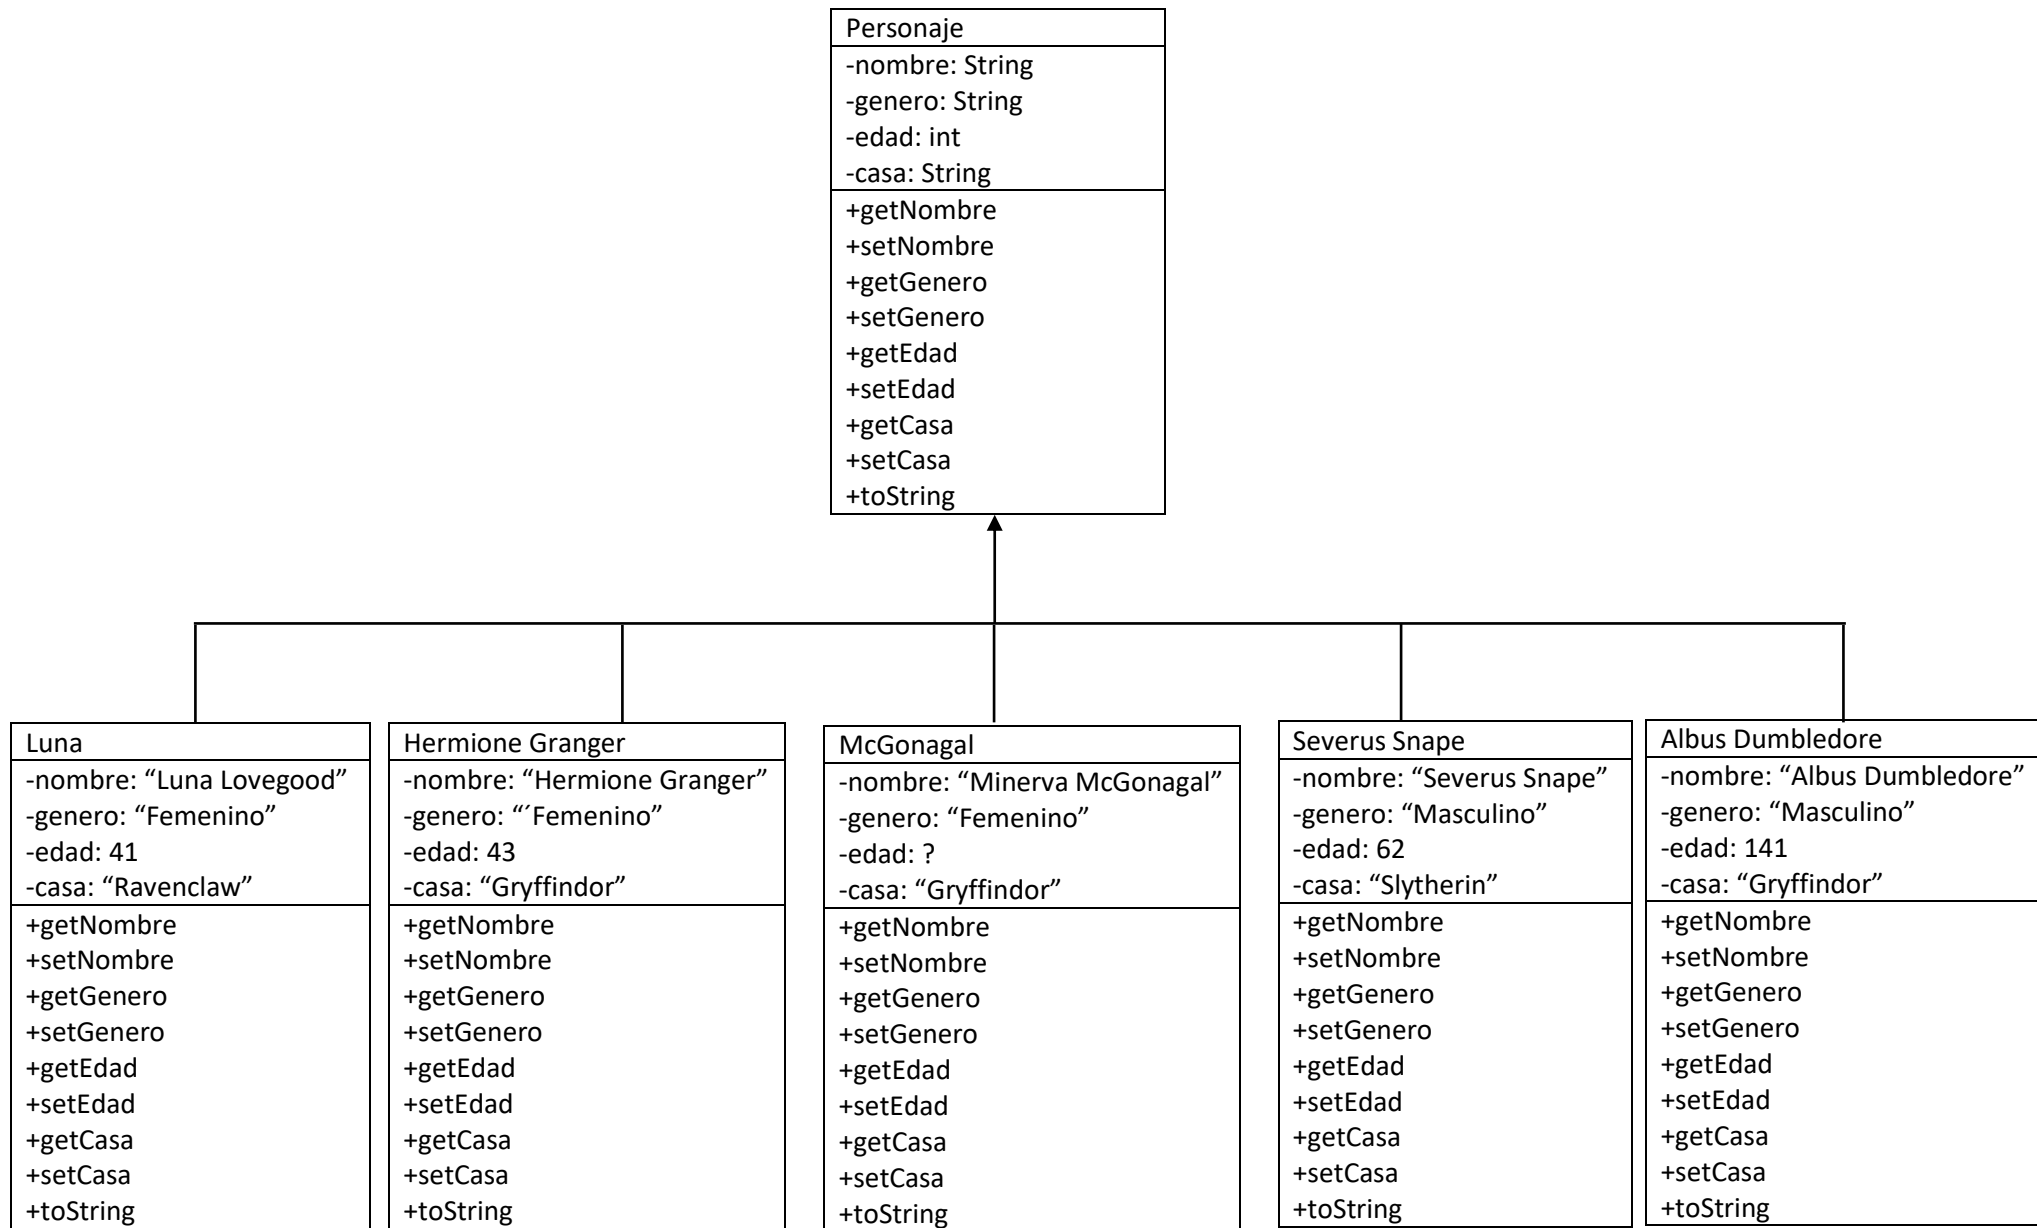 Personaje
-nombre: String
-genero: String
-edad: int
-casa: String
+getNombre
+setNombre
+getGenero
+setGenero
+getEdad
+setEdad
+getCasa
+setCasa
+toString
Luna
-nombre: “Luna Lovegood”
-genero: “Femenino”
-edad: 41
-casa: “Ravenclaw”
+getNombre
+setNombre
+getGenero
+setGenero
+getEdad
+setEdad
+getCasa
+setCasa
+toString
Hermione Granger
-nombre: “Hermione Granger”
-genero: “´Femenino”
-edad: 43
-casa: “Gryffindor”
+getNombre
+setNombre
+getGenero
+setGenero
+getEdad
+setEdad
+getCasa
+setCasa
+toString
McGonagal
-nombre: “Minerva McGonagal”
-genero: “Femenino”
-edad: ?
-casa: “Gryffindor”
+getNombre
+setNombre
+getGenero
+setGenero
+getEdad
+setEdad
+getCasa
+setCasa
+toString
Severus Snape
-nombre: “Severus Snape”
-genero: “Masculino”
-edad: 62
-casa: “Slytherin”
+getNombre
+setNombre
+getGenero
+setGenero
+getEdad
+setEdad
+getCasa
+setCasa
+toString
Albus Dumbledore
-nombre: “Albus Dumbledore”
-genero: “Masculino”
-edad: 141
-casa: “Gryffindor”
+getNombre
+setNombre
+getGenero
+setGenero
+getEdad
+setEdad
+getCasa
+setCasa
+toString